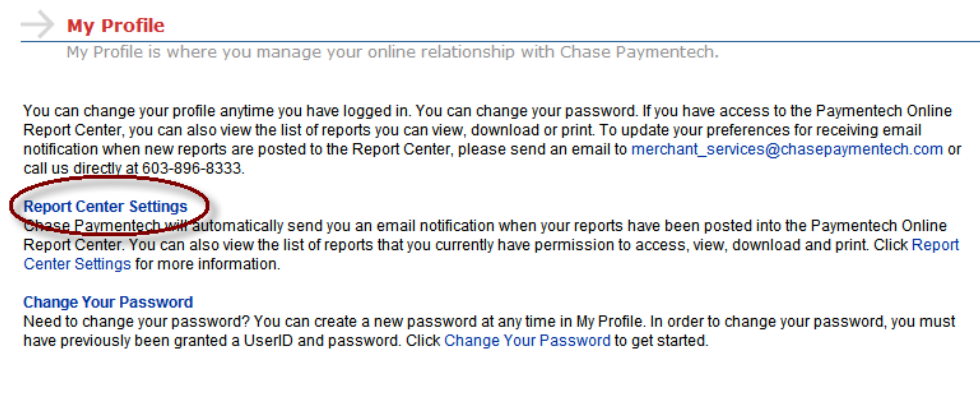 My Profile
My Profile is where you manage your online relationship with Chase Paymentech.
You can change your profile anytime you have logged in. You can change your password. If you have access to the Paymentech Online
Report Center, you can also view the list of reports you can view, download or print. To update your preferences for receiving email
notification when new reports are posted to the Report Center, please send an email to merchant_services@chasepaymentech.com or
call us directly at 603-896-8333.
Report Center Settings
Chase Paymentech will automatically send you an email notification when your reports have been posted into the Paymentech Online
Report Center. You can also view the list of reports that you currently have permission to access, view, download and print. Click Report
Center Settings for more information.
Change Your Password
Need to change your password? You can create a new password at any time in My Profile. In order to change your password, you must
have previously been granted a UserID and password. Click Change Your Password to get started.